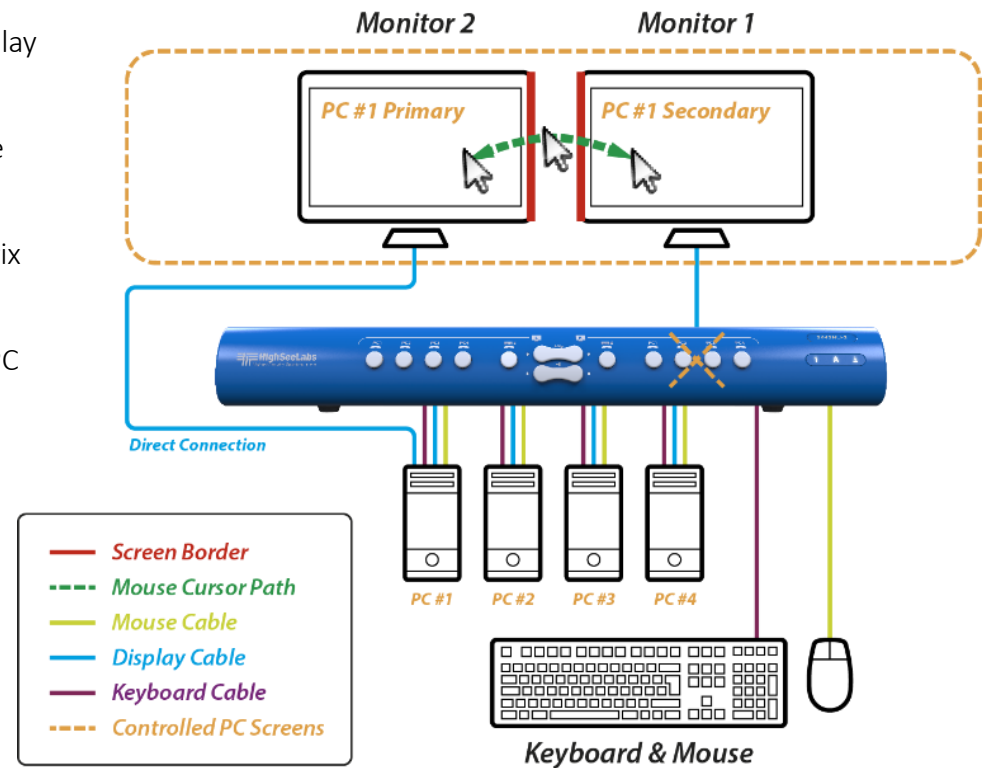 lay
Monitor 2
Monitor 1
PC #1 Primary
PC #1 Secondary
e
ix
HighSecLabs
PC
Direct Connection
PC #1
PC #2
PC #3
PC #4
Screen Border
Mouse Cursor Path
Mouse Cable
Display Cable
Keyboard Cable
Controlled PC Screens
Keyboard & Mouse